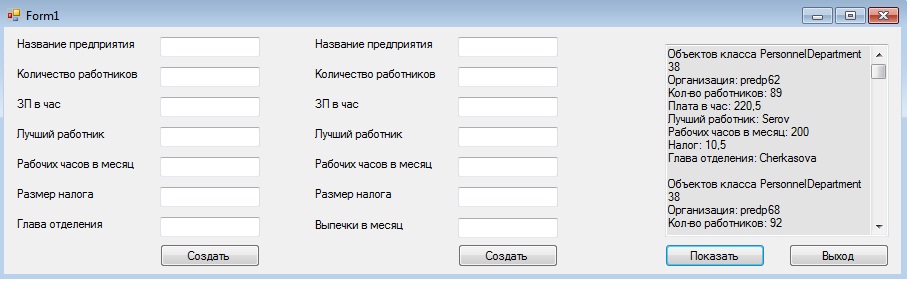 Form1
Название предприятия
Количество работников
ЗП в час
Лучший работник
Рабочих часов в месяц
Размер налога
Глава отделения
Создать
Название предприятия
Количество работников
ЗП в час
Лучший работник
Рабочих часов в месяц
Размер налога
Выпечки в месяц
Создать
Объектов класса PersonnelDepartment
38
Организация: predp62
Кол-во работников: 89
Плата в час: 220,5
Лучший работник: Serov
Рабочих часов в месяц: 200
Налог: 10,5
Глава отделения: Cherkasova
Объектов класса PersonnelDepartment
38
Организация: predp68
Кол-во работников: 92
Показать
Выход